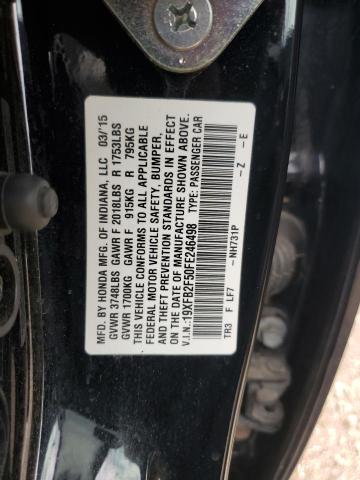 MFD. BY HONDA MFG. OF INDIANA, LLC 03/'15
GVWR 3748LBS GAWR F 2018LBS R 1753LBS
GVWR 1700KG GAWR F 915KG R 795KG
THIS VEHICLE CONFORMS TO ALL APPLICABLE
FEDERAL MOTOR VEHICLE SAFETY, BUMPER,
AND THEFT PREVENTION STANDARDS IN EFFECT
ON THE DATE OF MANUFACTURE SHOWN ABOVE.
V.I.N.: 19XFB2F50FE246498 TYPE: PASSENGER CAR
TR3 F LF7 -NH731P -Z -E